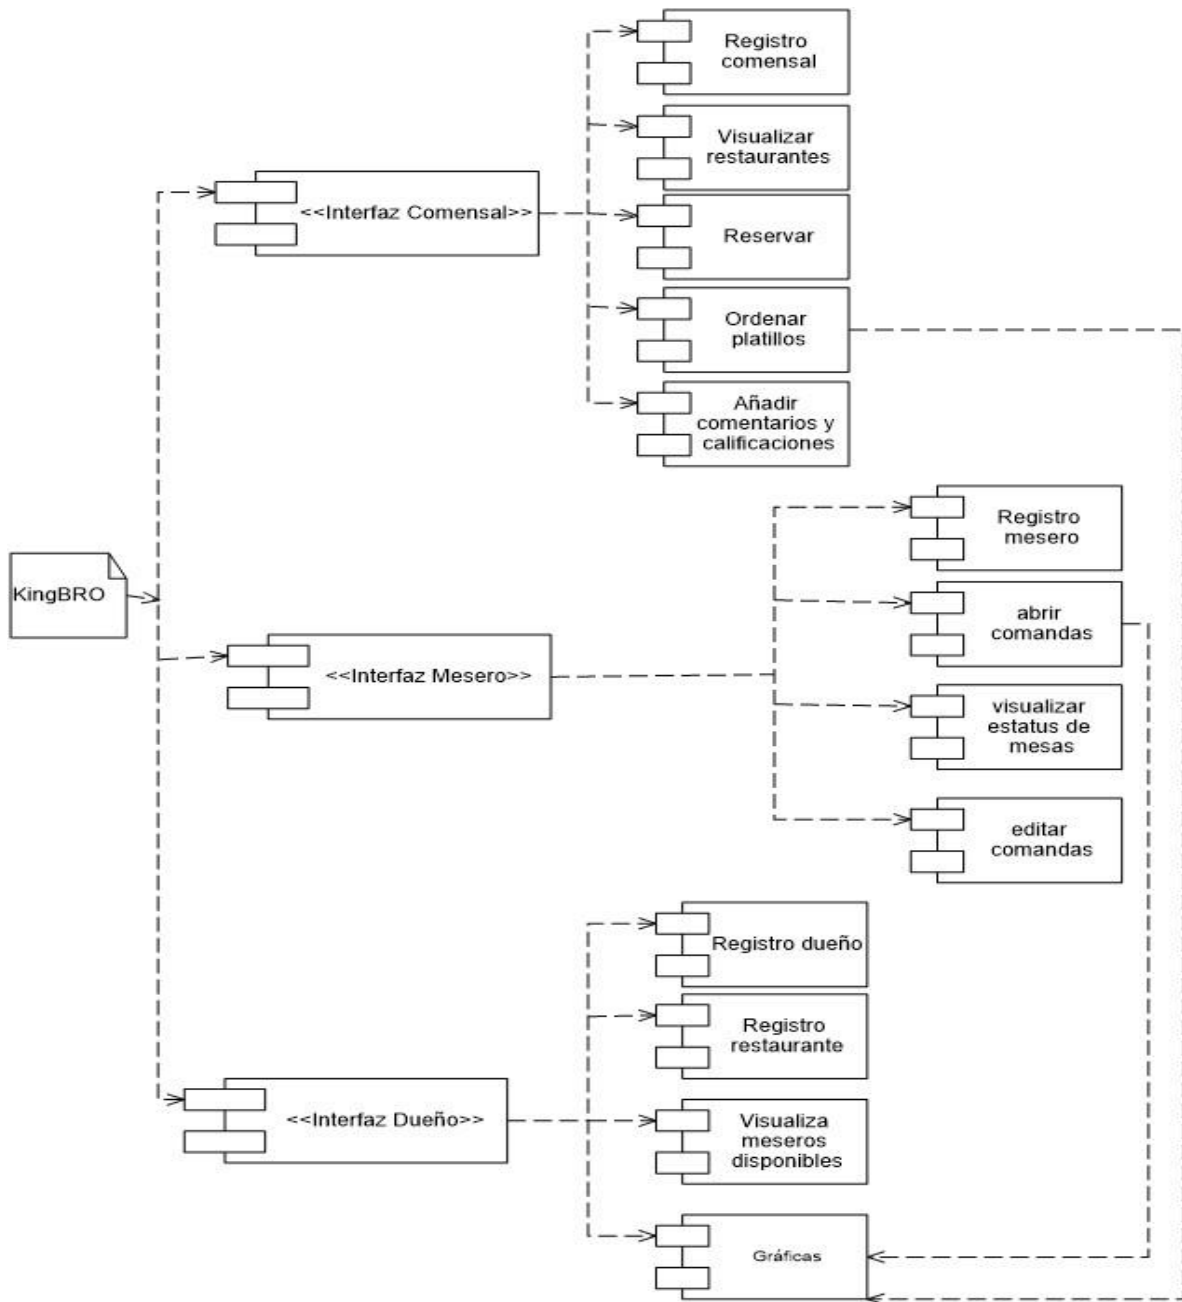 Registro
comensal
Visualizar
restaurantes
<<Interfaz Comensal>>
Reservar
Ordenar
platillos
Añadir
comentarios y
calificaciones
Registro
mesero
KingBRO
abrir
comandas
<<Interfaz Mesero>>
visualizar
estatus de
mesas
editar
comandas
Registro dueño
Registro
restaurante
<<Interfaz Dueño>>
Visualiza
meseros
disponibles
Gráficas